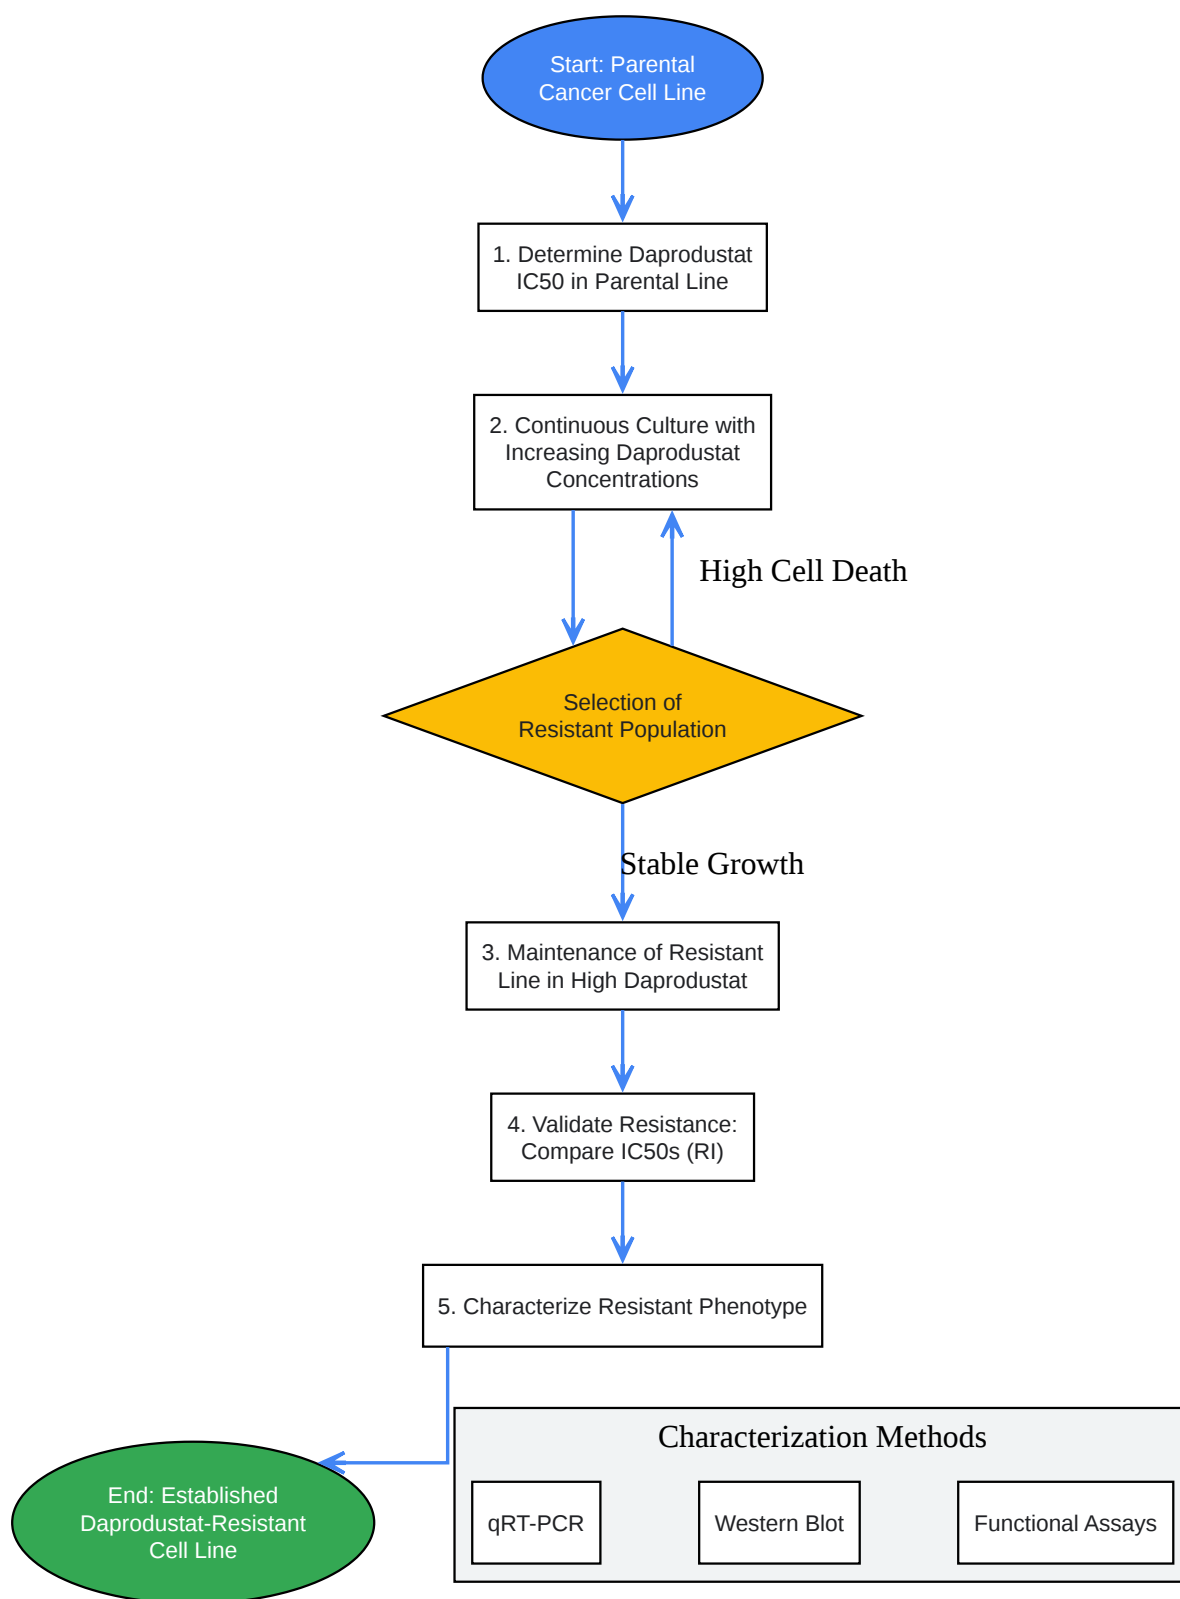 Start: Parental
Cancer Cell Line
1. Determine Daprodustat
IC50 in Parental Line
2. Continuous Culture with
Increasing Daprodustat
Concentrations
High Cell Death
Selection of
Resistant Population
Stable Growth
3. Maintenance of Resistant
Line in High Daprodustat
4. Validate Resistance:
Compare IC50s (RI)
5. Characterize Resistant Phenotype
Characterization Methods
qRT-PCR
Western Blot
Functional Assays
End: Established
Daprodustat-Resistant
Cell Line